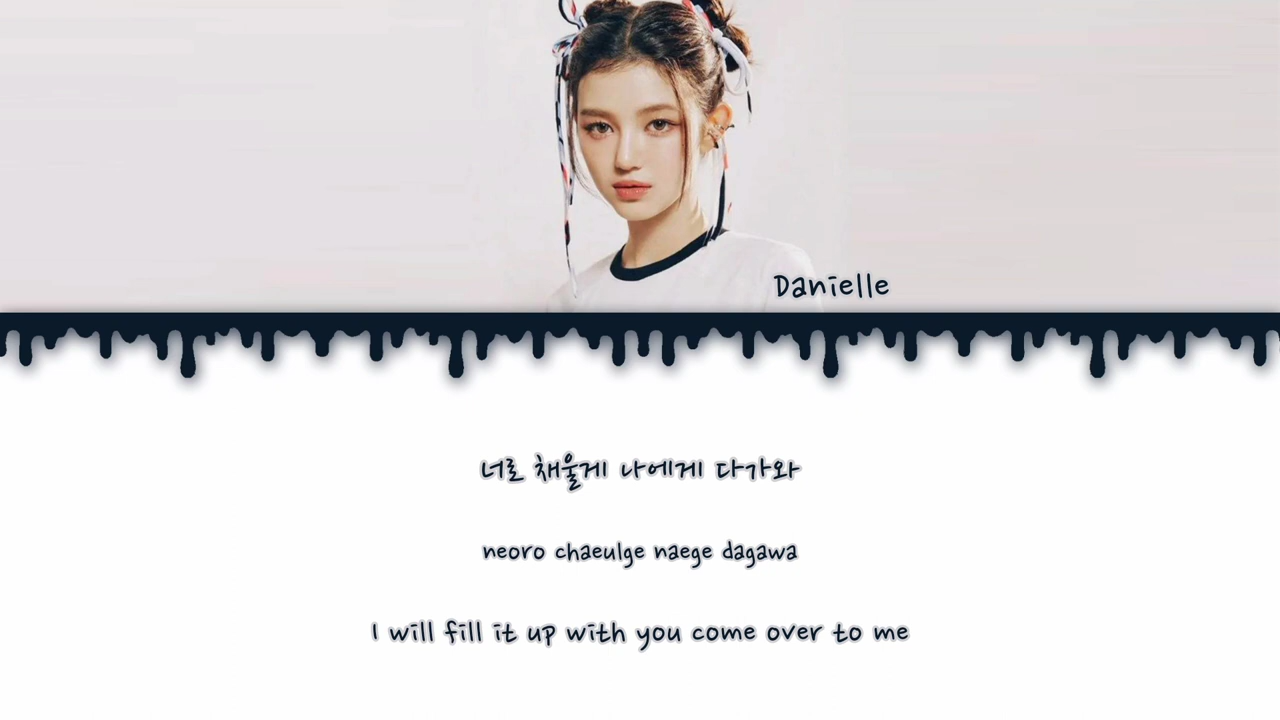 Danielle
너로 채울게 나에게 다가와
neoro chaeulge naege dagawa
I will fill it up with you come over to me